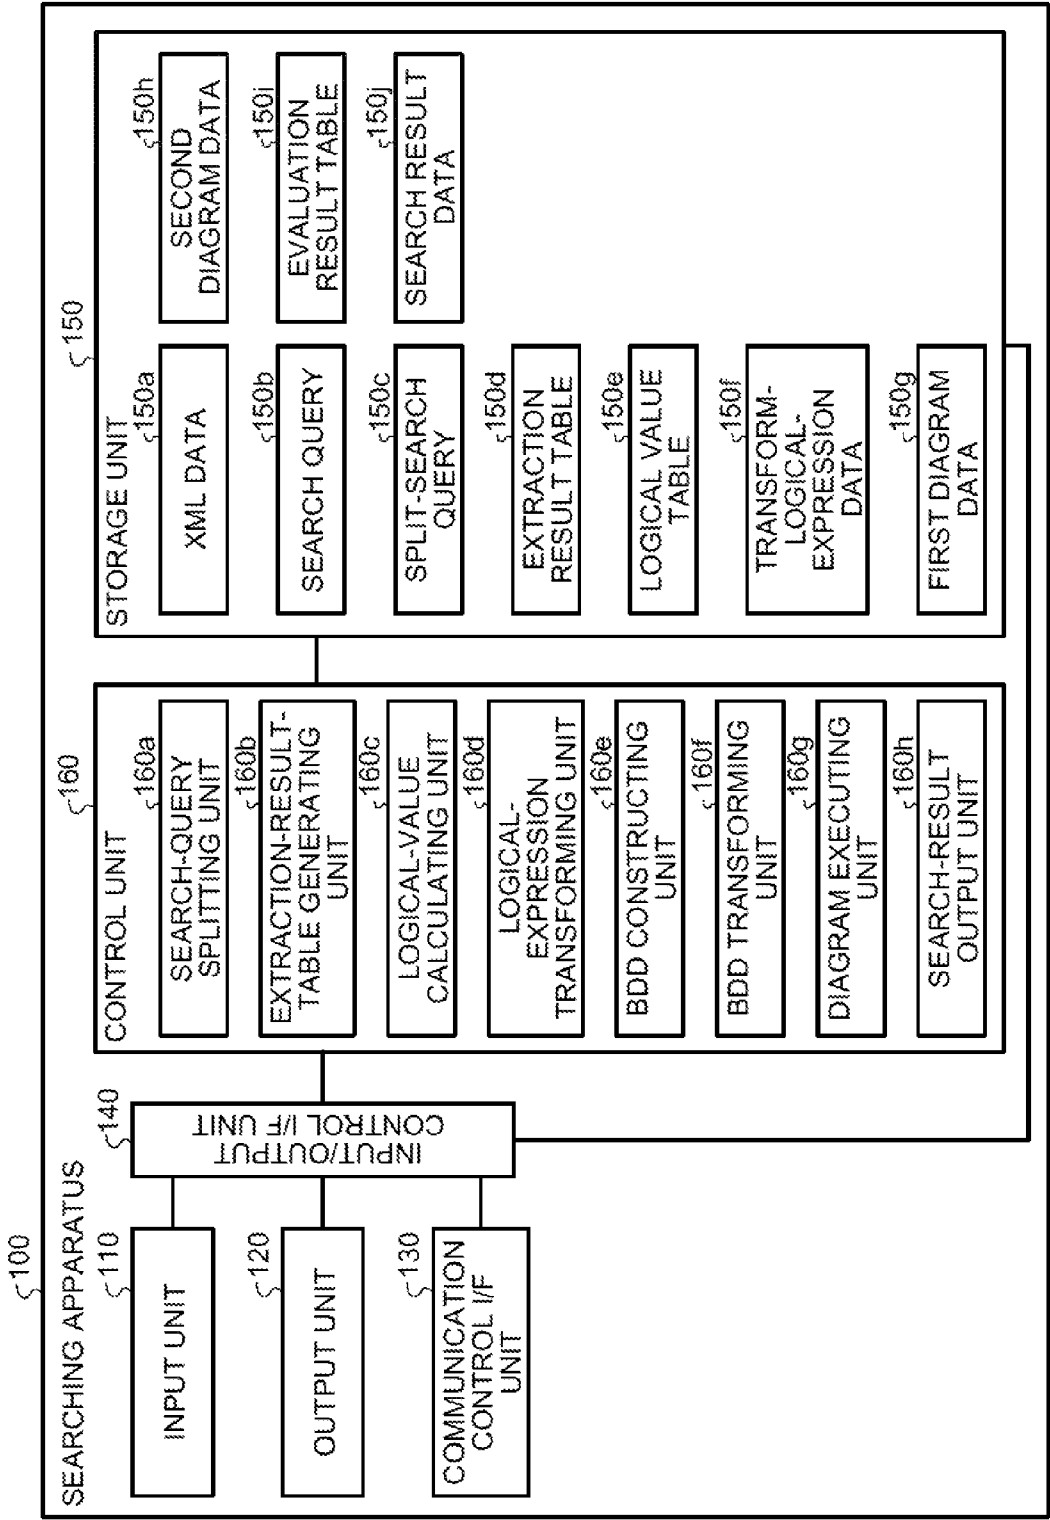 100
SEARCHING APPARATUS
110
INPUT UNIT
120
OUTPUT UNIT
130
COMMUNICATION
CONTROL I/F
UNIT
140
INPUT/OUTPUT
CONTROL I/F UNIT
160
CONTROL UNIT
160a
SEARCH-QUERY
SPLITTING UNIT
160b
EXTRACTION-RESULT-
TABLE GENERATING
UNIT
160c
LOGICAL-VALUE
CALCULATING UNIT
160d
LOGICAL-
EXPRESSION
TRANSFORMING UNIT
160e
BDD CONSTRUCTING
UNIT
160f
BDD TRANSFORMING
UNIT
160g
DIAGRAM EXECUTING
UNIT
160h
SEARCH-RESULT
OUTPUT UNIT
150
STORAGE UNIT
150a
XML DATA
150b
SEARCH QUERY
150c
SPLIT-SEARCH
QUERY
150d
EXTRACTION
RESULT TABLE
150e
LOGICAL VALUE
TABLE
150f
TRANSFORM-
LOGICAL-
EXPRESSION
DATA
150g
FIRST DIAGRAM
DATA
150h
SECOND
DIAGRAM DATA
150i
EVALUATION
RESULT TABLE
150j
SEARCH RESULT
DATA